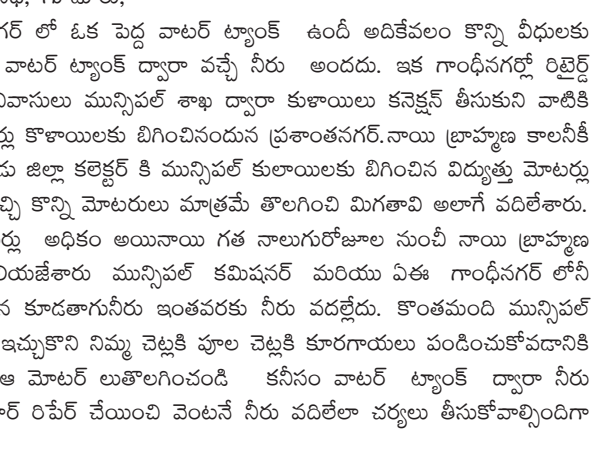 గర్ లో ఓక పెద్ద వాటర్ ట్యాంక్ ఉందీ అదికేవలం కొన్ని వీధులకు
వాటర్ ట్యాంక్ ద్వారా వచ్చే నీరు అందదు. ఇక గాంధీనగర్లో రిటైర్డ్
నివాసులు మున్సిపల్ శాఖ ద్వారా కుళాయిలు కనెక్షన్ తీసుకుని వాటికి
ర్లు కొళాయిలకు బిగించినందున ప్రశాంతనగర్.నాయి బ్రాహ్మణ కాలనీకీ
డు జిల్లా కలెక్టర్ కి మున్సిపల్ కులాయిలకు బిగించిన విద్యుత్తు మోటర్లు
చ్చి కొన్ని మోటరులు మాత్రమే తొలగించి మిగతావి అలాగే వదిలేశారు.
ర్లు అధికం అయినాయి గత నాలుగురోజుల నుంచీ నాయి బ్రాహ్మణ
యజేశారు మున్సిపల్ కమిషనర్ మరియు ఏఈ గాంధీనగర్ లోనీ
న కూడతాగునీరు ఇంతవరకు నీరు వదల్లేదు. కొంతమంది మున్సిపల్
ఇచ్చుకొని నిమ్మ చెట్లకి పూల చెట్లకి కూరగాయలు పండించుకోవడానికి
ఆ మోటర్ లుతొలగించండి కనీసం వాటర్ ట్యాంక్ ద్వారా నీరు
ార్ రిపేర్ చేయించి వెంటనే నీరు వదిలేలా చర్యలు తీసుకోవాల్సిందిగా